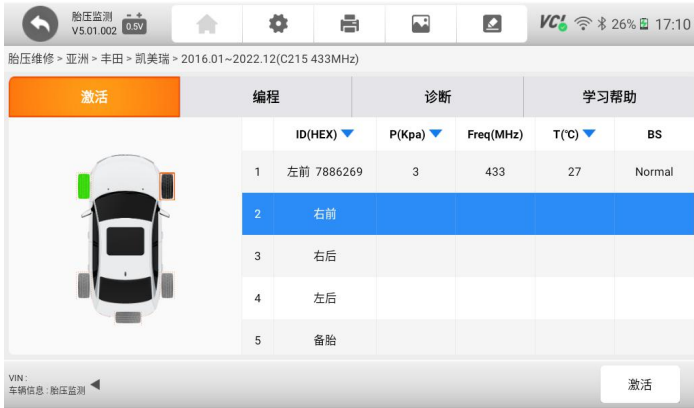 胎压监测 - +
V5.01.002 0.5V
VCI 26% 17:10
胎压维修 > 亚洲 > 丰田 > 凯美瑞 > 2016.01~2022.12(C215 433MHz)
激活 编程 诊断 学习帮助
ID(HEX) P(Kpa) Freq(MHz) T(℃) BS
1 左前 7886269 3 433 27 Normal
2 右前
3 右后
4 左后
5 备胎
VIN :
车辆信息 : 胎压监测
激活